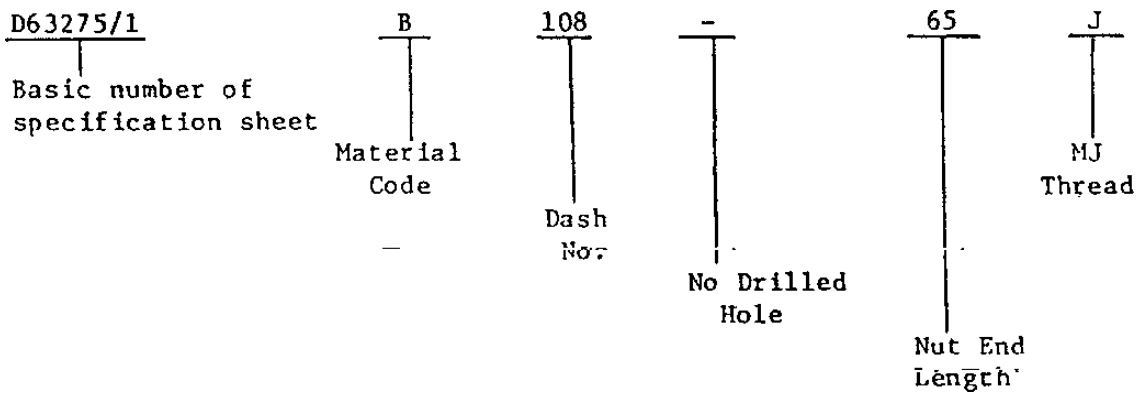 D63275/1 B 108 - 65 J
Basic number of
specification sheet
Material
Code
MJ
Thread
Dash
No.
No Drilled
Hole
Nut End
Length